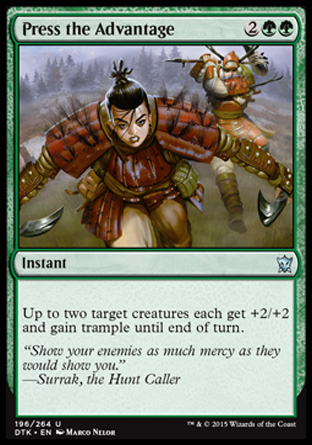 Press the Advantage 2
Instant
Up to two target creatures each get +2/+2
and gain trample until end of turn.
“Show your enemies as much mercy as they
would show you.”
—Surrak, the Hunt Caller
196/264 U
DTK • EN Marco Nelor
™ & © 2015 Wizards of the Coast